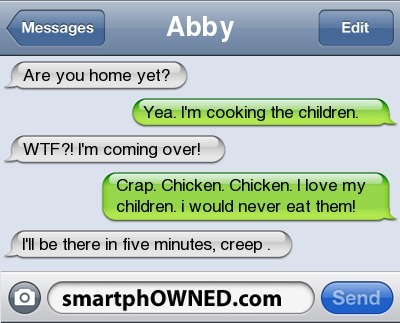 Messages
Abby
Edit
Are you home yet?
Yea. I'm cooking the children.
WTF?! I'm coming over!
Crap. Chicken. Chicken. I love my
children. i would never eat them!
I'll be there in five minutes, creep .
smartphOWNED.com
Send